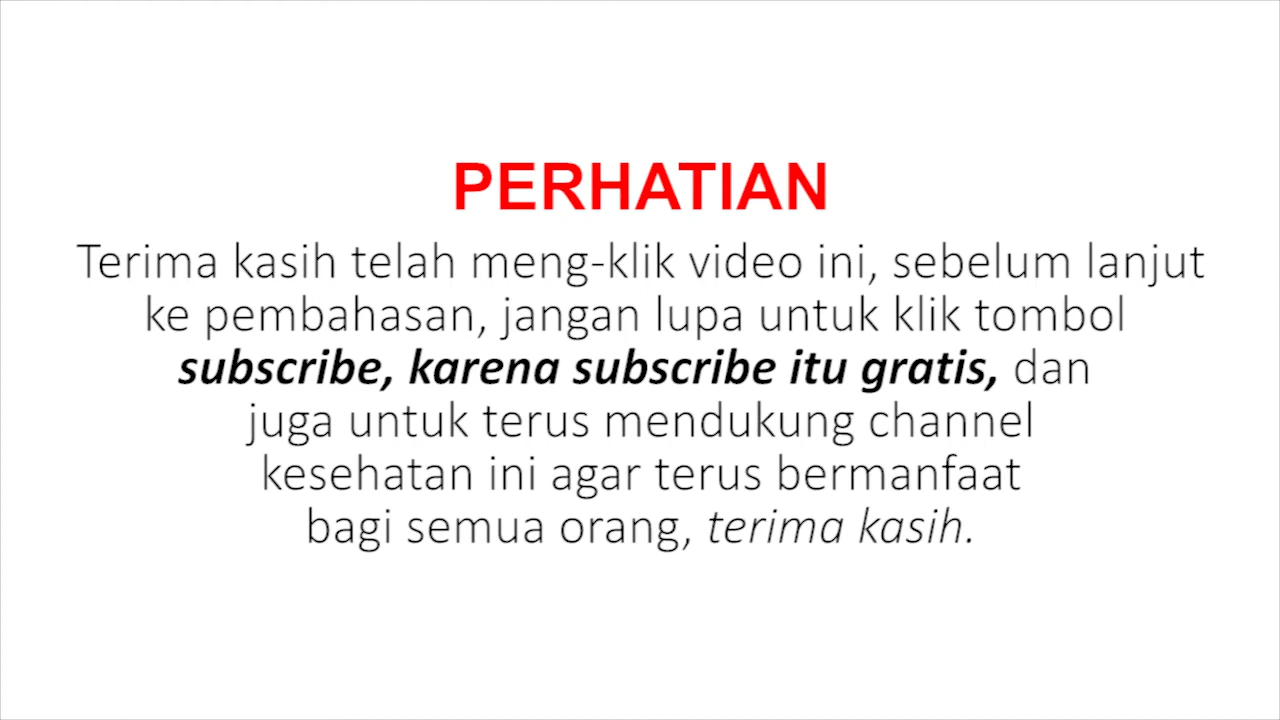 PERHATIAN
Terima kasih telah meng-klik video ini, sebelum lanjut
ke pembahasan, jangan lupa untuk klik tombol
subscribe, karena subscribe itu gratis, dan
juga untuk terus mendukung channel
kesehatan ini agar terus bermanfaat
bagi semua orang, terima kasih.